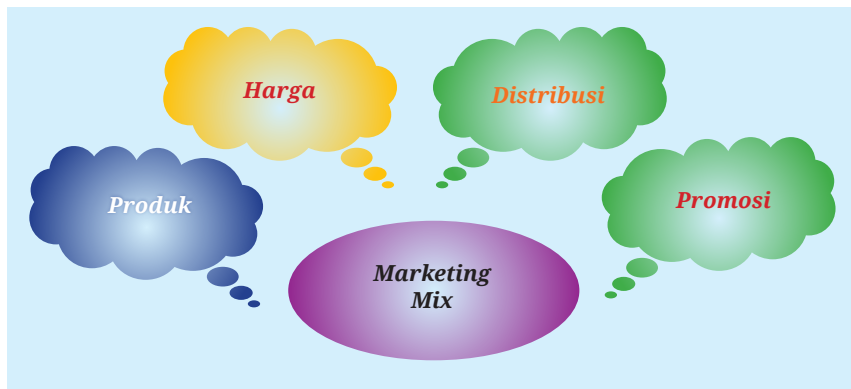 Harga
Distribusi
Produk
Promosi
Marketing
Mix